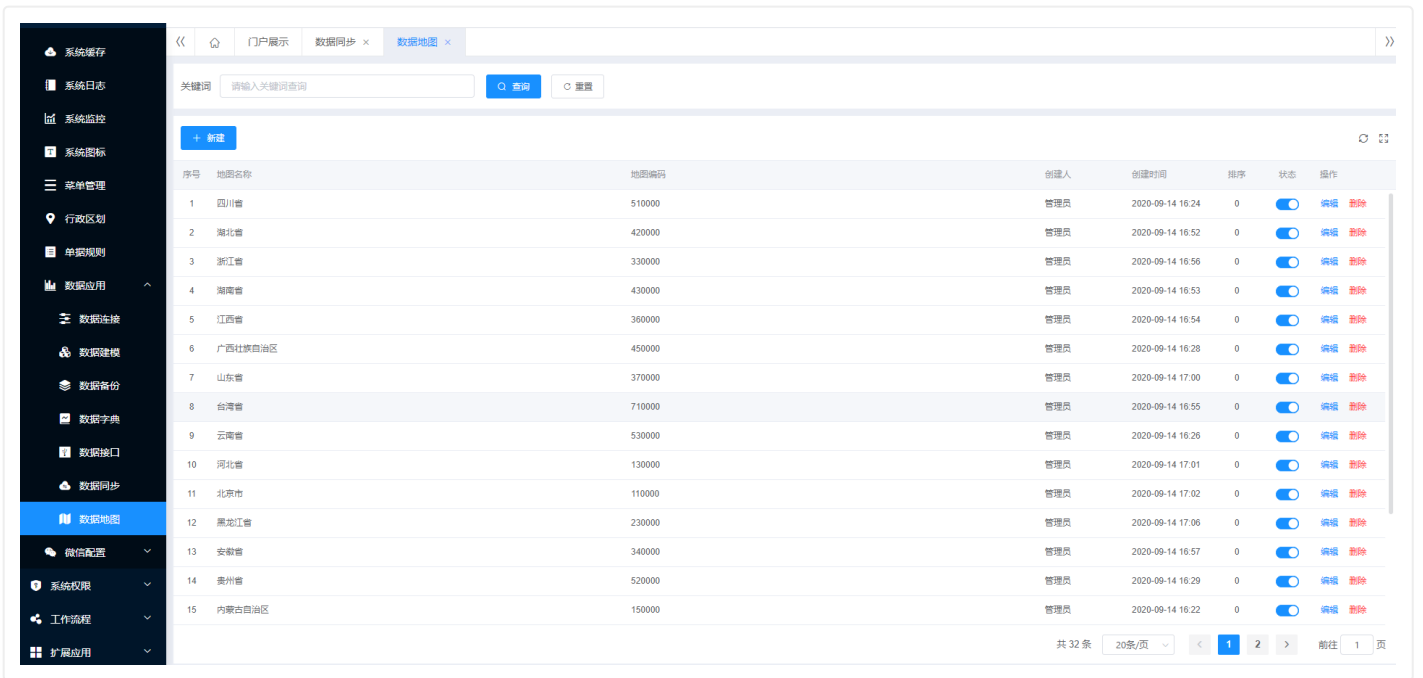 系统缓存
系统日志
系统监控
系统图标
菜单管理
行政区划
单据规则
数据应用
数据连接
数据建模
数据备份
数据字典
数据接口
数据同步
数据地图
微信配置
系统权限
工作流程
扩展应用
门户展示 数据同步 × 数据地图 ×
关键词 请输入关键词查询 查询 重置
+ 新建
序号 地图名称 地图编码 创建人 创建时间 排序 状态 操作
1 四川省 510000 管理员 2020-09-14 16:24 0 编辑 删除
2 湖北省 420000 管理员 2020-09-14 16:52 0 编辑 删除
3 浙江省 330000 管理员 2020-09-14 16:56 0 编辑 删除
4 湖南省 430000 管理员 2020-09-14 16:53 0 编辑 删除
5 江西省 360000 管理员 2020-09-14 16:54 0 编辑 删除
6 广西壮族自治区 450000 管理员 2020-09-14 16:28 0 编辑 删除
7 山东省 370000 管理员 2020-09-14 17:00 0 编辑 删除
8 台湾省 710000 管理员 2020-09-14 16:55 0 编辑 删除
9 云南省 530000 管理员 2020-09-14 16:26 0 编辑 删除
10 河北省 130000 管理员 2020-09-14 17:01 0 编辑 删除
11 北京市 110000 管理员 2020-09-14 17:02 0 编辑 删除
12 黑龙江省 230000 管理员 2020-09-14 17:06 0 编辑 删除
13 安徽省 340000 管理员 2020-09-14 16:57 0 编辑 删除
14 贵州省 520000 管理员 2020-09-14 16:29 0 编辑 删除
15 内蒙古自治区 150000 管理员 2020-09-14 16:22 0 编辑 删除
共 32 条 20条/页 < 1 2 > 前往 1 页